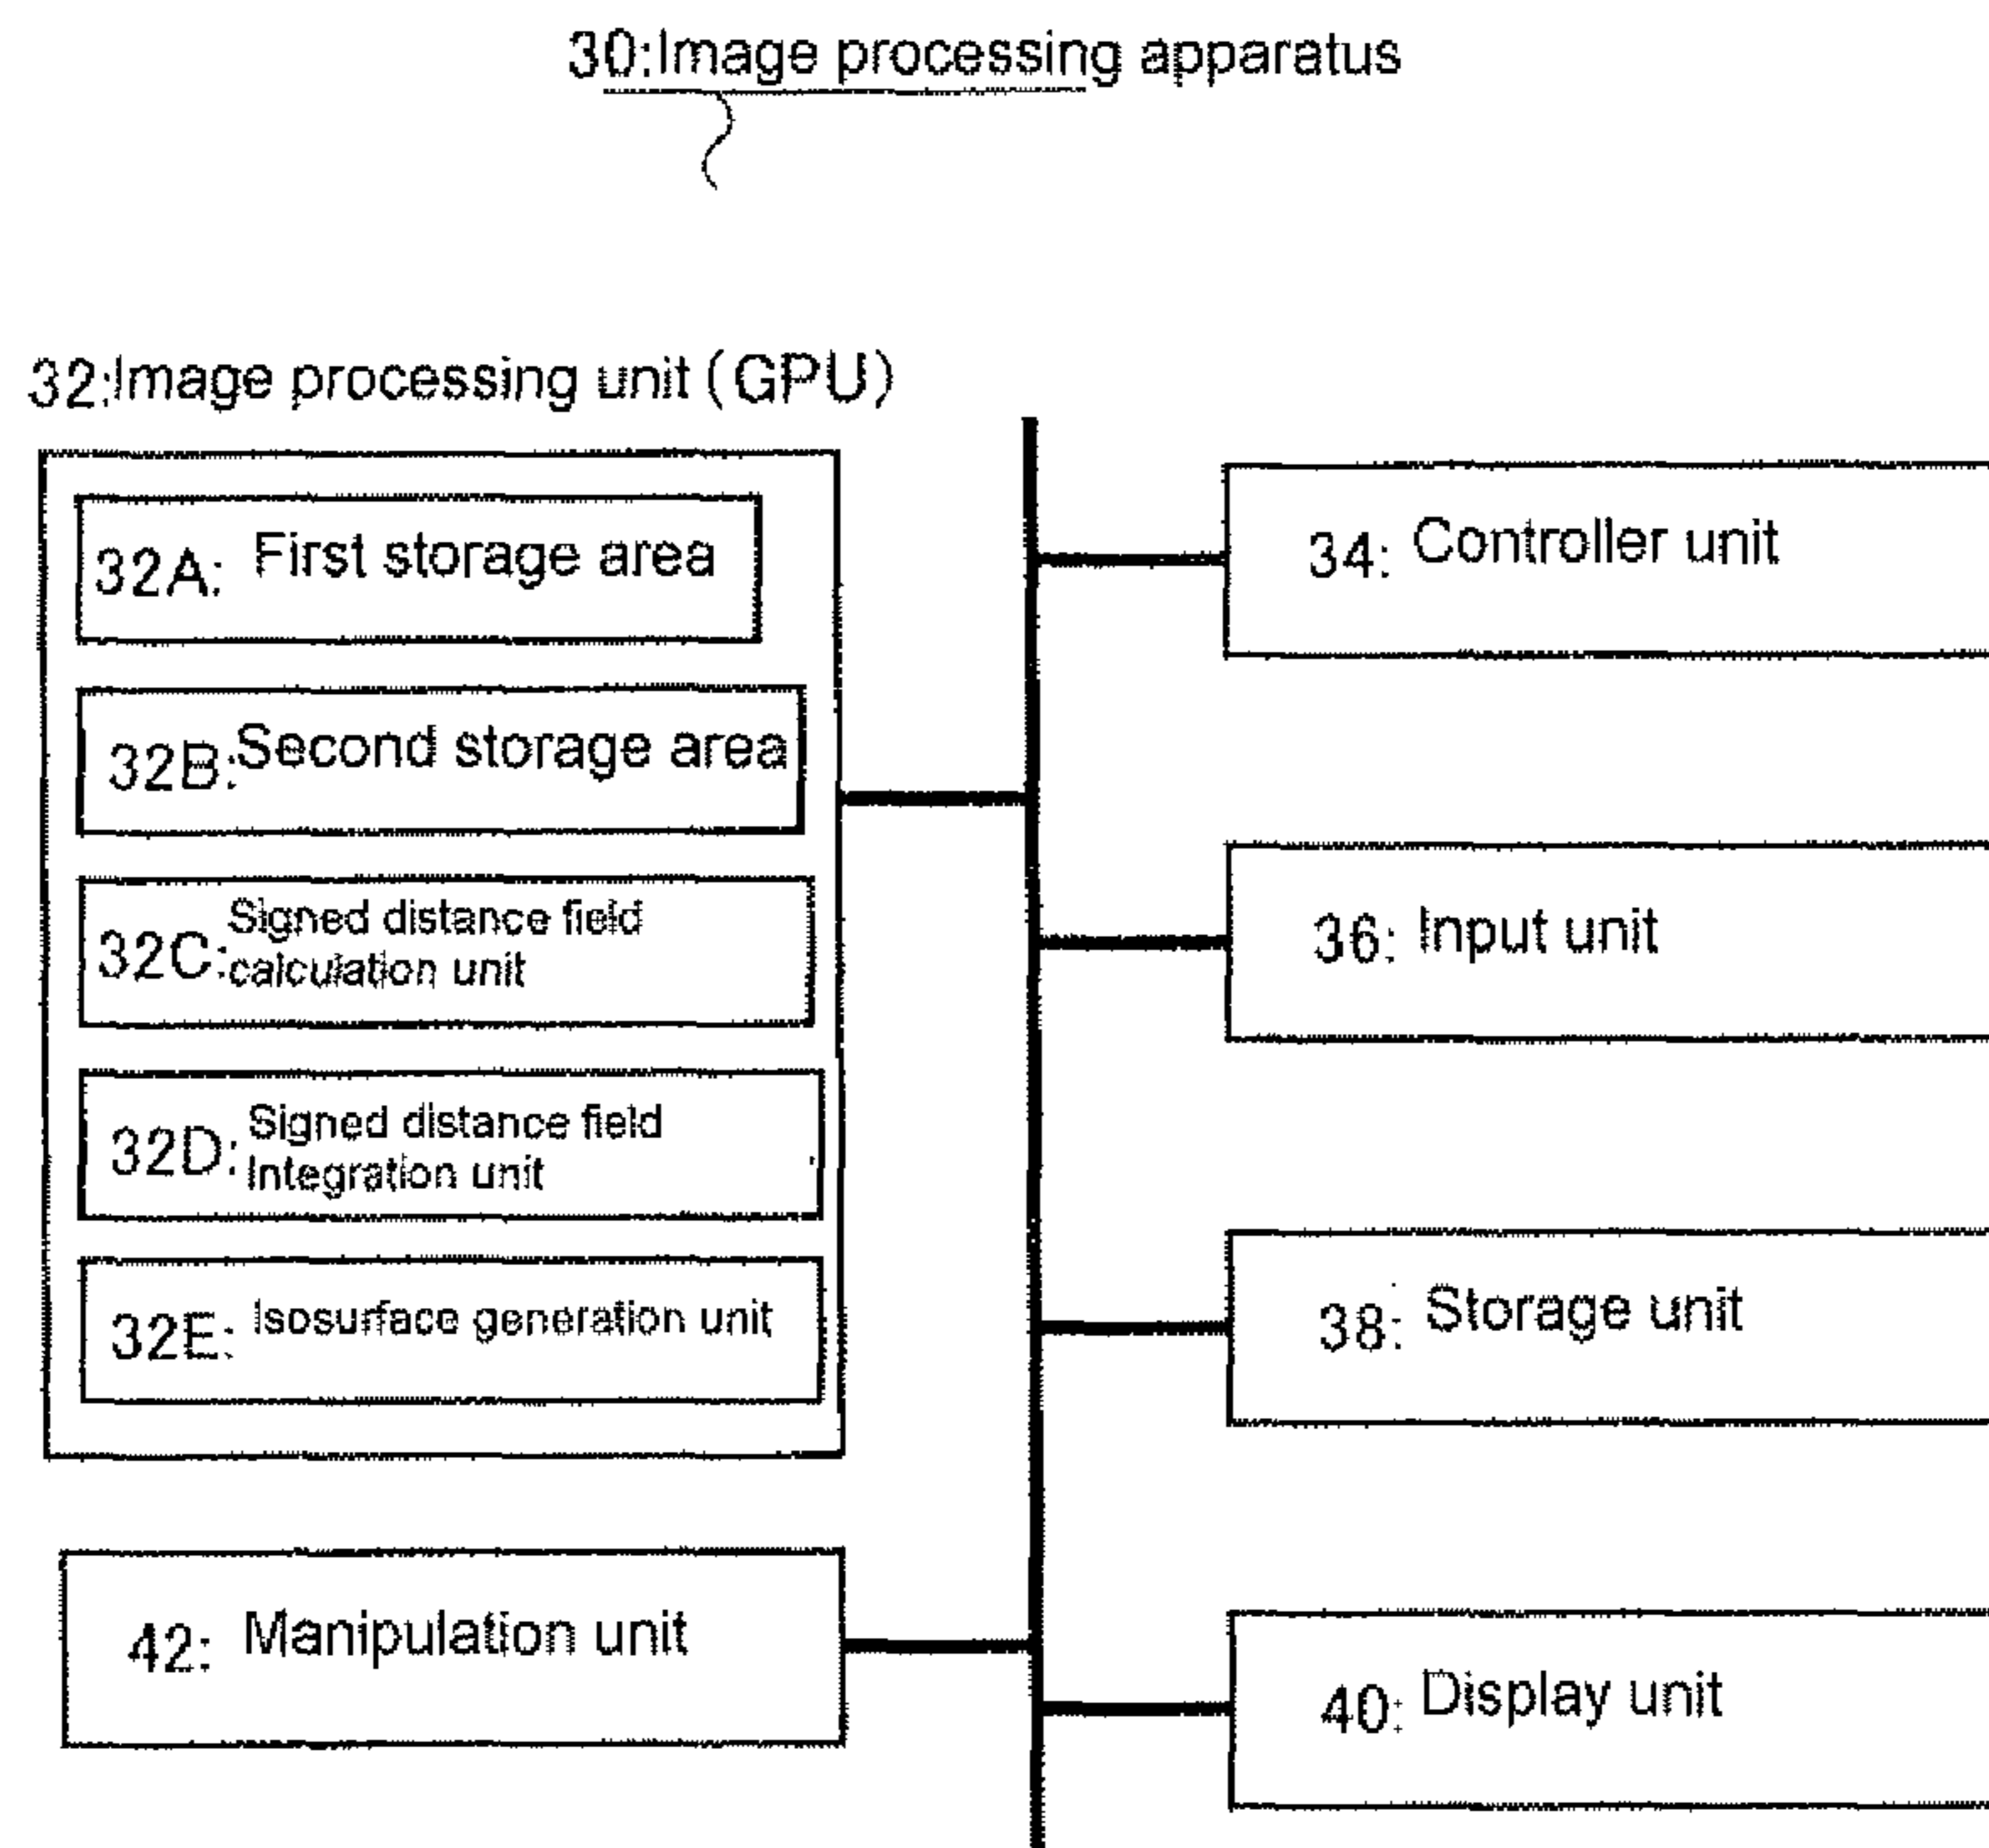 30:Image processing apparatus
32:Image processing unit (GPU)
32A: First storage area
32B:Second storage area
32C:Signed distance field
calculation unit
32D:Signed distance field
Integration unit
32E: Isosurface generation unit
42: Manipulation unit
34: Controller unit
36: Input unit
38: Storage unit
40: Display unit